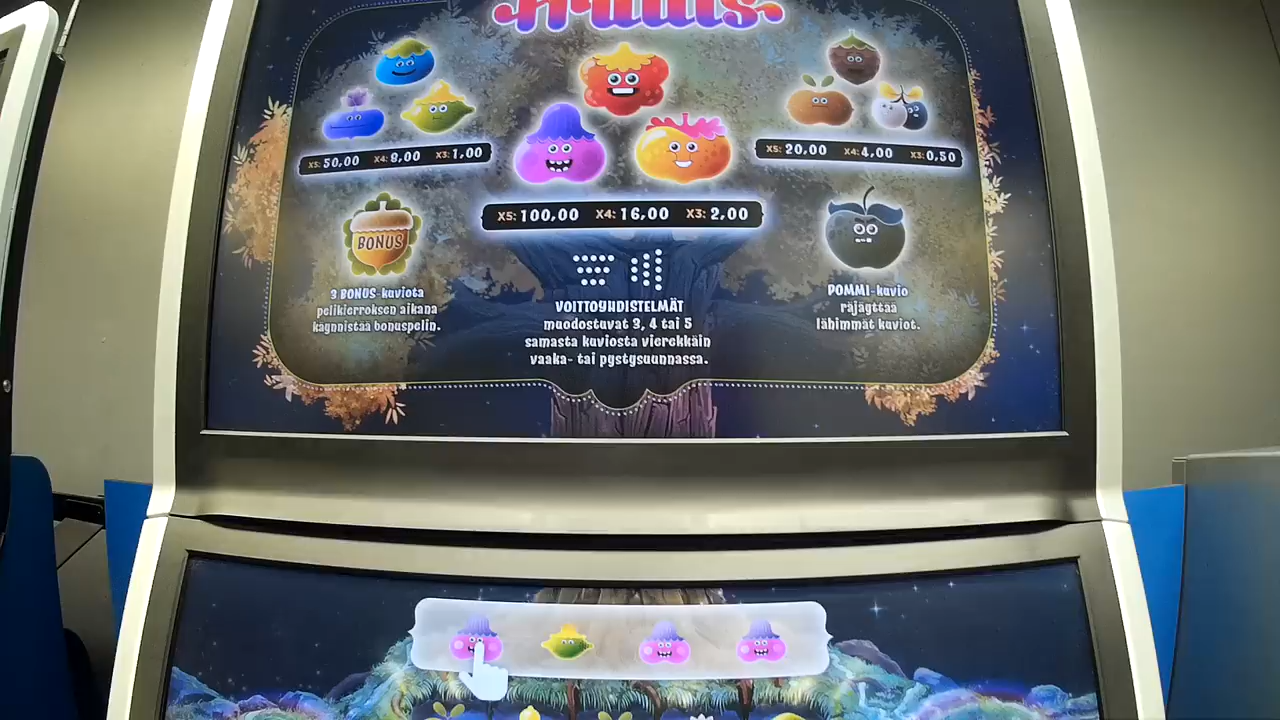 X5: 50,00 X4: 8,00 X3: 1,00
X5: 100,00 X4: 16,00 X3: 2,00
X5: 20,00 X4: 4,00 X3: 0,50
BONUS
3 BONUS-kuviota
pelikierroksen aikana
käynnistää bonuspelin.
VOITTOYHDISTELMÄT
muodostuvat 3, 4 tai 5
samasta kuviosta vierekkäin
vaaka- tai pystysuunnassa.
POMMI-kuvio
räjäyttää
lähimmät kuviot.